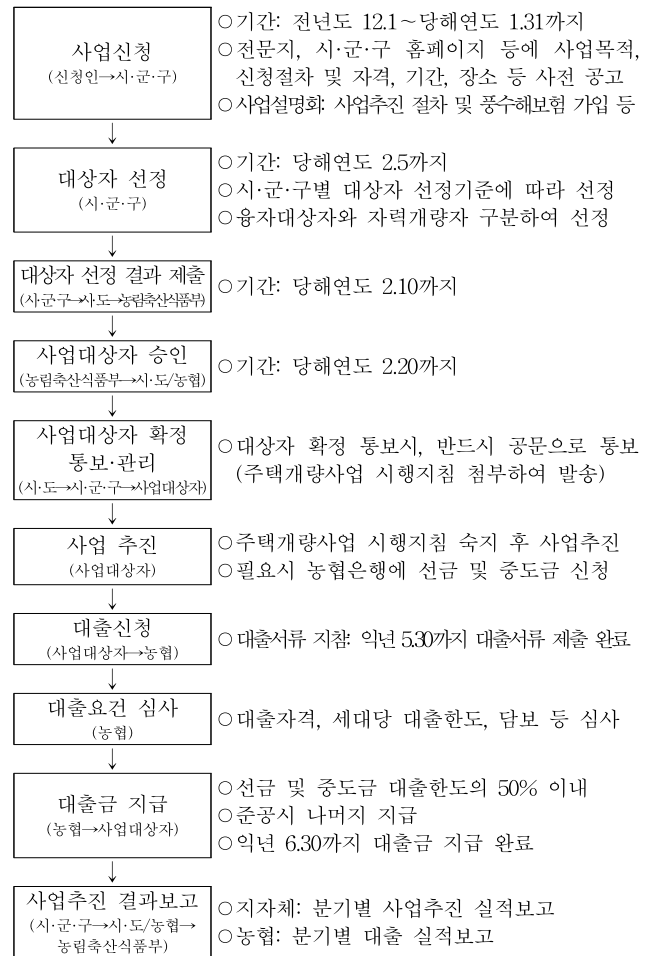 사업신청
(신청인→시·군·구)
○기간: 전년도 12.1～당해연도 1.31까지
○전문지, 시·군·구 홈페이지 등에 사업목적,
신청절차 및 자격, 기간, 장소 등 사전 공고
○사업설명회: 사업추진 절차 및 풍수해보험 가입 등
↓
대상자 선정
(시·군·구)
○기간: 당해연도 2.5까지
○시·군·구별 대상자 선정기준에 따라 선정
○융자대상자와 자력개량자 구분하여 선정
↓
대상자 선정 결과 제출
(시·군·구→시·도→농림축산식품부)
○기간: 당해연도 2.10까지
↓
사업대상자 승인
(농림축산식품부→시·도/농협)
○기간: 당해연도 2.20까지
↓
사업대상자 확정
통보·관리
(시·도→시·군·구→사업대상자)
○대상자 확정 통보시, 반드시 공문으로 통보
(주택개량사업 시행지침 첨부하여 발송)
↓
사업 추진
(사업대상자)
○주택개량사업 시행지침 숙지 후 사업추진
○필요시 농협은행에 선금 및 중도금 신청
↓
대출신청
(사업대상자→농협)
○대출서류 지참: 익년 5.30까지 대출서류 제출 완료
↓
대출요건 심사
(농협)
○대출자격, 세대당 대출한도, 담보 등 심사
↓
대출금 지급
(농협→사업대상자)
○선금 및 중도금 대출한도의 50% 이내
○준공시 나머지 지급
○익년 6.30까지 대출금 지급 완료
↓
사업추진 결과보고
(시·군·구→시·도/농협→
농림축산식품부)
○지자체: 분기별 사업추진 실적보고
○농협: 분기별 대출 실적보고